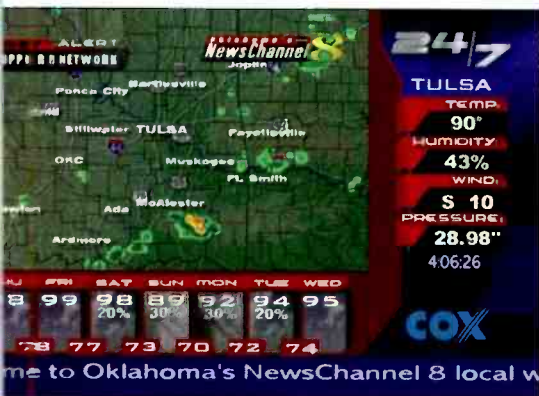 ALERT
NETWORK
NewsChannel 8
Joplin
Ponca City
Bartlesville
Stillwater
TULSA
Fayetteville
OKC
Muskogee
Ft. Smith
Ada
McAlester
Ardmore
24/7
TULSA
TEMP:
90°
HUMIDITY:
43%
WIND:
S 10
PRESSURE:
28.98"
4:06:26
COX
FRI SAT SUN MON TUE WED
8 99 98 89 92 94 95
20% 30% 30% 20%
78 77 73 70 72 74
me to Oklahoma's NewsChannel 8 local w